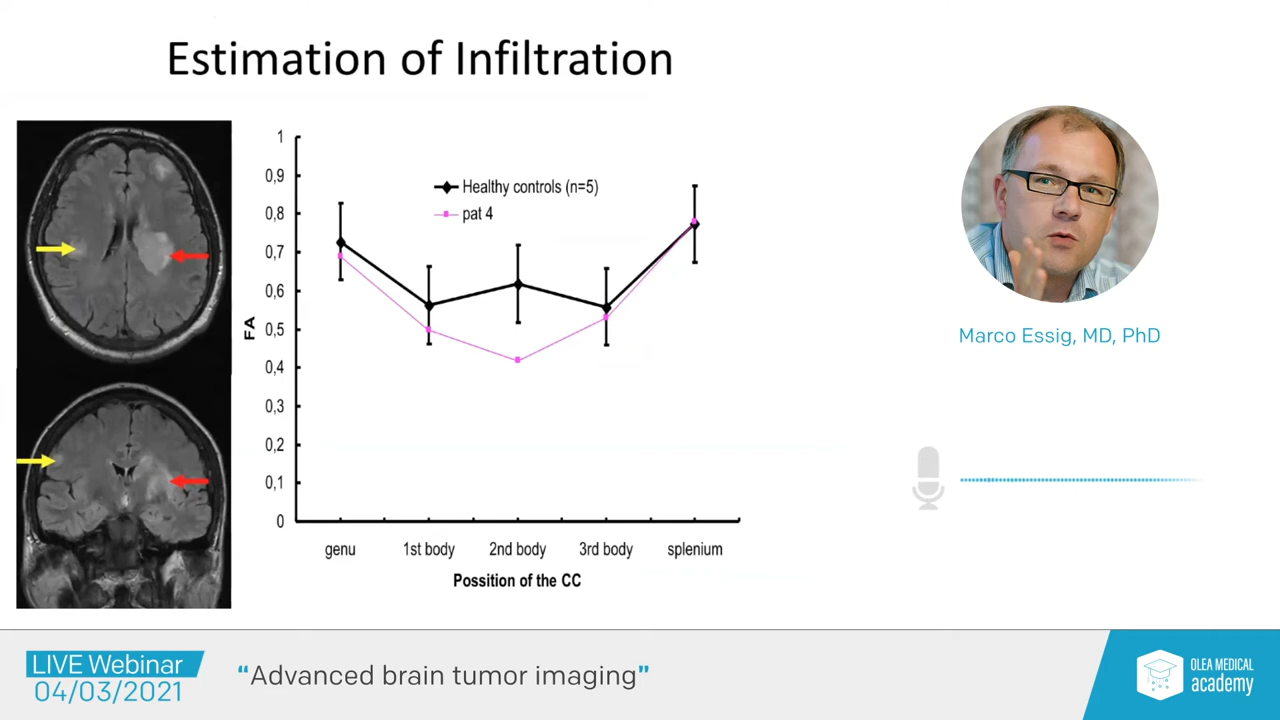 Estimation of Infiltration
1
0,9
0,8
0,7
0,6
0,5
0,4
0,3
0,2
0,1
0
FA
Healthy controls (n=5)
pat 4
genu 1st body 2nd body 3rd body splenium
Possition of the CC
Marco Essig, MD, PhD
LIVE Webinar
04/03/2021
“Advanced brain tumor imaging”
OLEA MEDICAL
academy